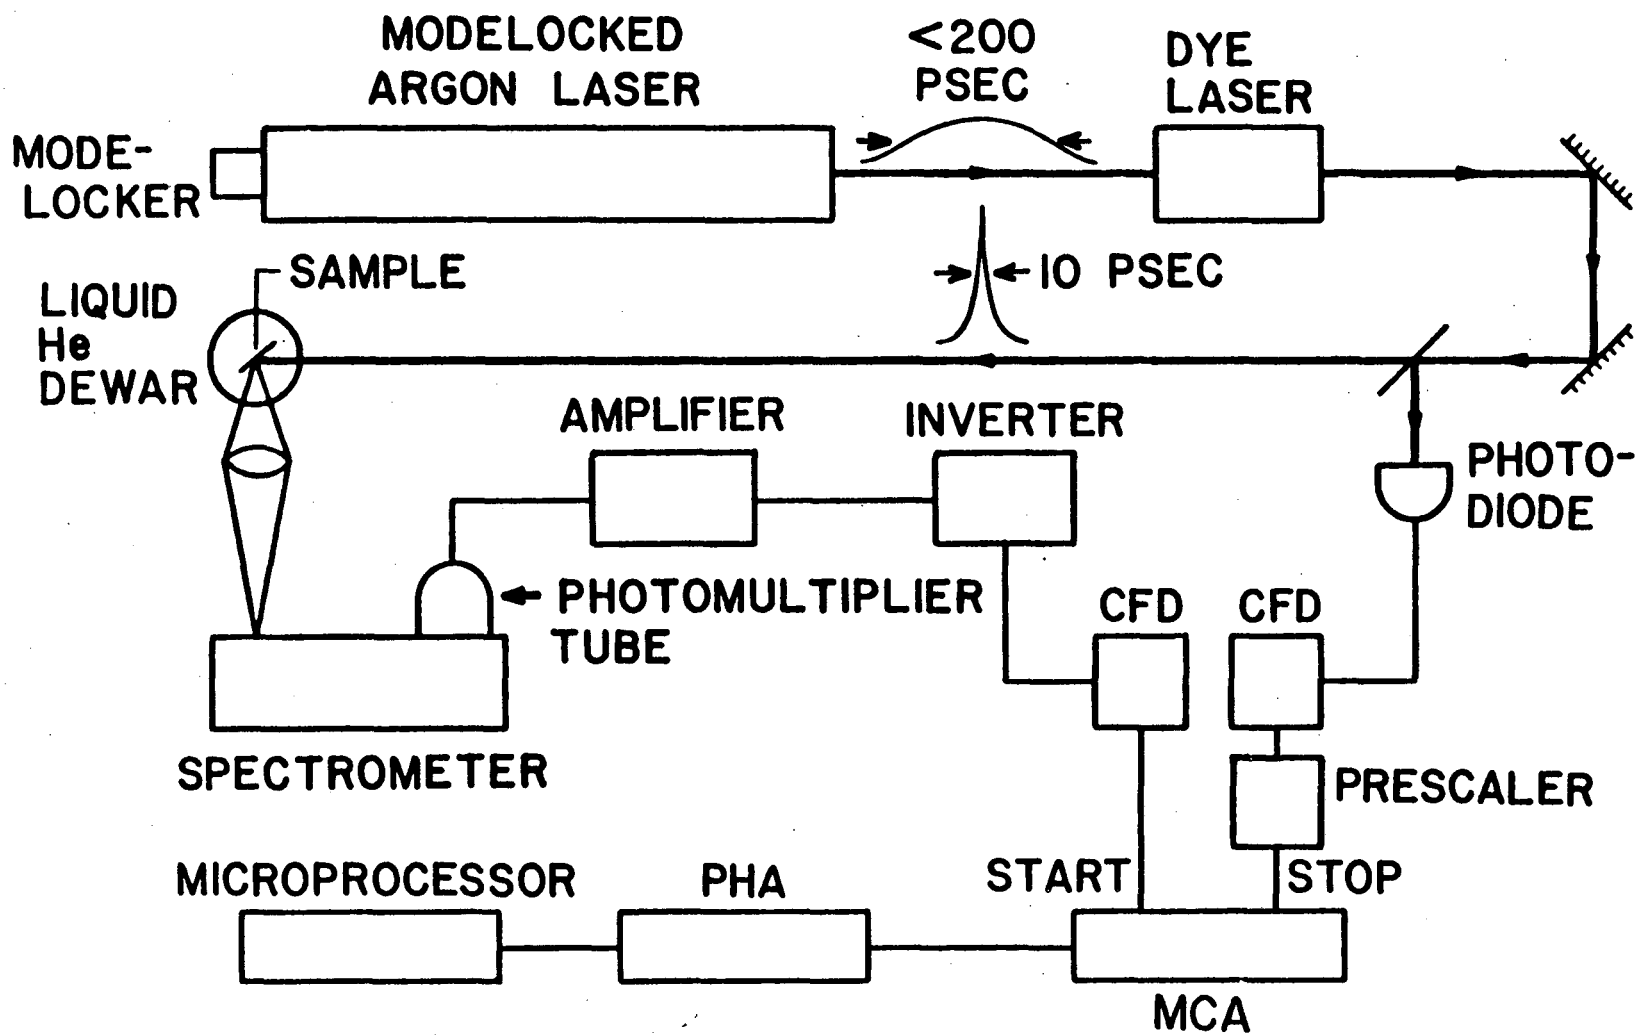 MODELOCKED
ARGON LASER
<200
PSEC
DYE
LASER
MODE-
LOCKER
SAMPLE
10 PSEC
LIQUID
He
DEWAR
AMPLIFIER
INVERTER
PHOTO-
DIODE
PHOTOMULTIPLIER
TUBE
CFD
CFD
SPECTROMETER
PRESCALER
MICROPROCESSOR
PHA
START
STOP
MCA